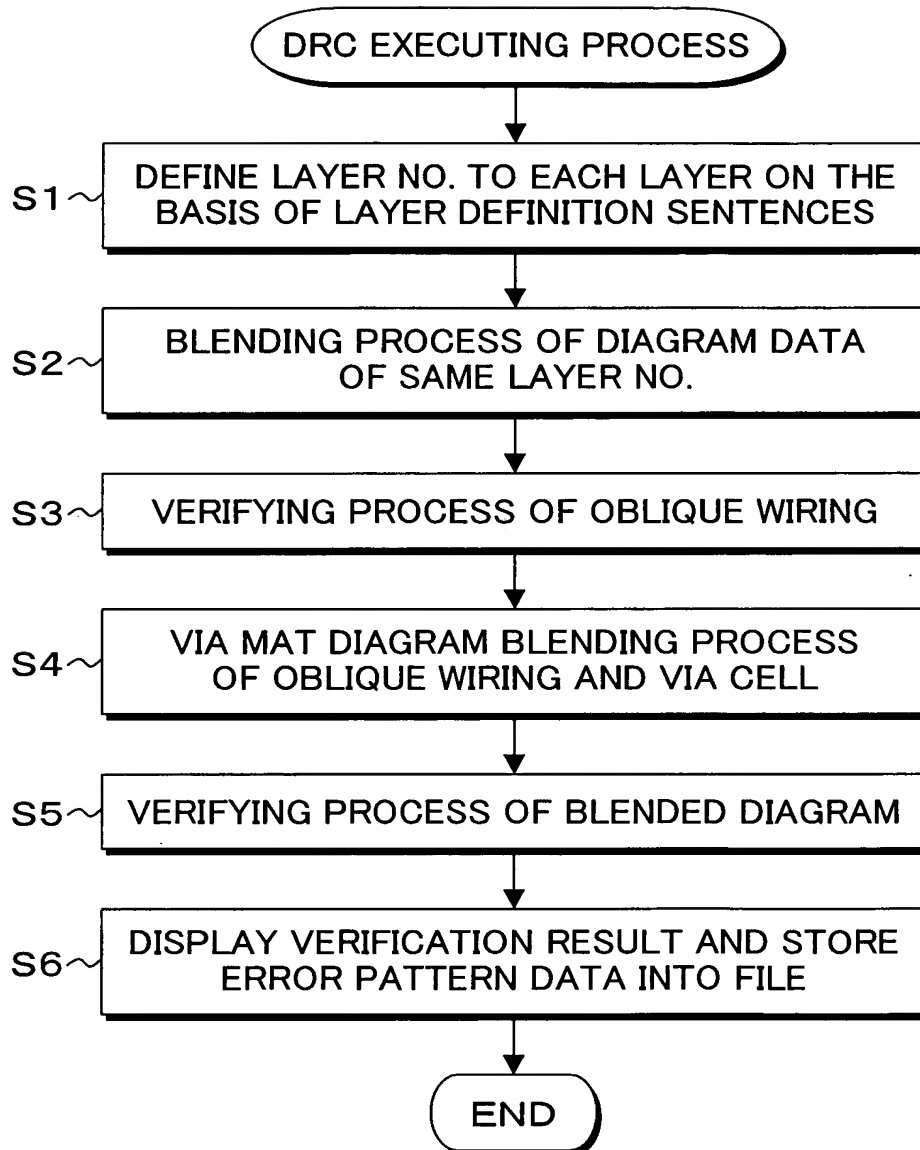 DRC EXECUTING PROCESS
S1
DEFINE LAYER NO. TO EACH LAYER ON THE
BASIS OF LAYER DEFINITION SENTENCES
S2
BLENDING PROCESS OF DIAGRAM DATA
OF SAME LAYER NO.
S3
VERIFYING PROCESS OF OBLIQUE WIRING
S4
VIA MAT DIAGRAM BLENDING PROCESS
OF OBLIQUE WIRING AND VIA CELL
S5
VERIFYING PROCESS OF BLENDED DIAGRAM
S6
DISPLAY VERIFICATION RESULT AND STORE
ERROR PATTERN DATA INTO FILE
END